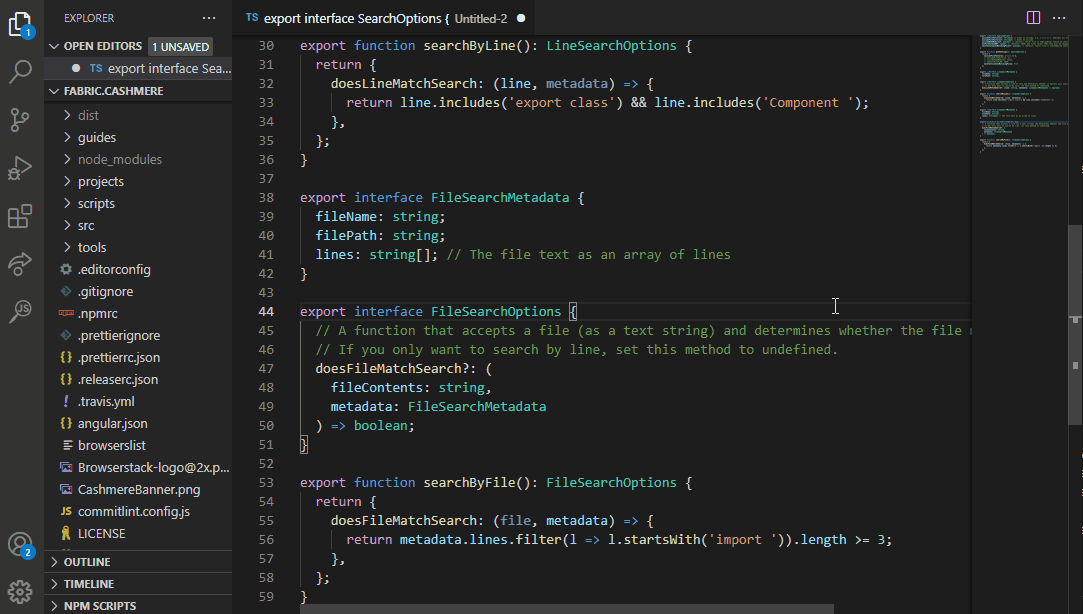 EXPLORER
OPEN EDITORS 1 UNSAVED
TS export interface Sea...
FABRIC.CASHMERE
dist
guides
node_modules
projects
scripts
src
tools
.editorconfig
.gitignore
.npmrc
.prettierignore
.prettierrc.json
.releaserc.json
.travis.yml
angular.json
browserslist
Browserstack-logo@2x.p...
CashmereBanner.png
JS commitlint.config.js
LICENSE
OUTLINE
TIMELINE
NPM SCRIPTS
1
2
TS export interface SearchOptions { Untitled-2
30 export function searchByLine(): LineSearchOptions {
31 return {
32 doesLineMatchSearch: (line, metadata) => {
33 return line.includes('export class') && line.includes('Component ');
34 },
35 };
36 }
37
38 export interface FileSearchMetadata {
39 fileName: string;
40 filePath: string;
41 lines: string[]; // The file text as an array of lines
42 }
43
44 export interface FileSearchOptions {
45 // A function that accepts a file (as a text string) and determines whether the file
46 // If you only want to search by line, set this method to undefined.
47 doesFileMatchSearch?: (
48 fileContents: string,
49 metadata: FileSearchMetadata
50 ) => boolean;
51 }
52
53 export function searchByFile(): FileSearchOptions {
54 return {
55 doesFileMatchSearch: (file, metadata) => {
56 return metadata.lines.filter(l => l.startsWith('import ')).length >= 3;
57 },
58 };
59 }